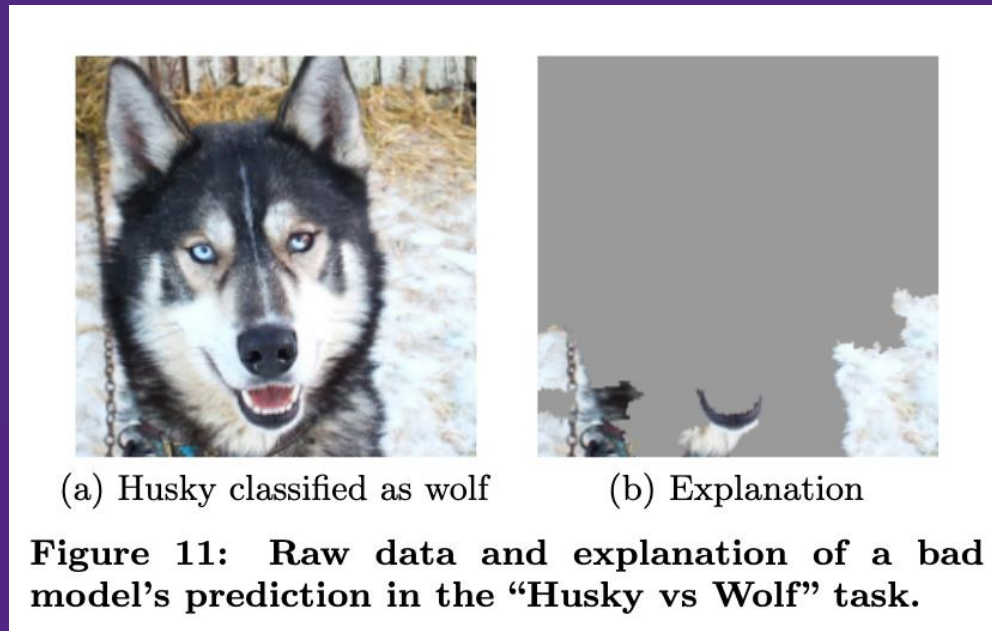 (a) Husky classified as wolf
(b) Explanation
Figure 11: Raw data and explanation of a bad
model's prediction in the “Husky vs Wolf” task.